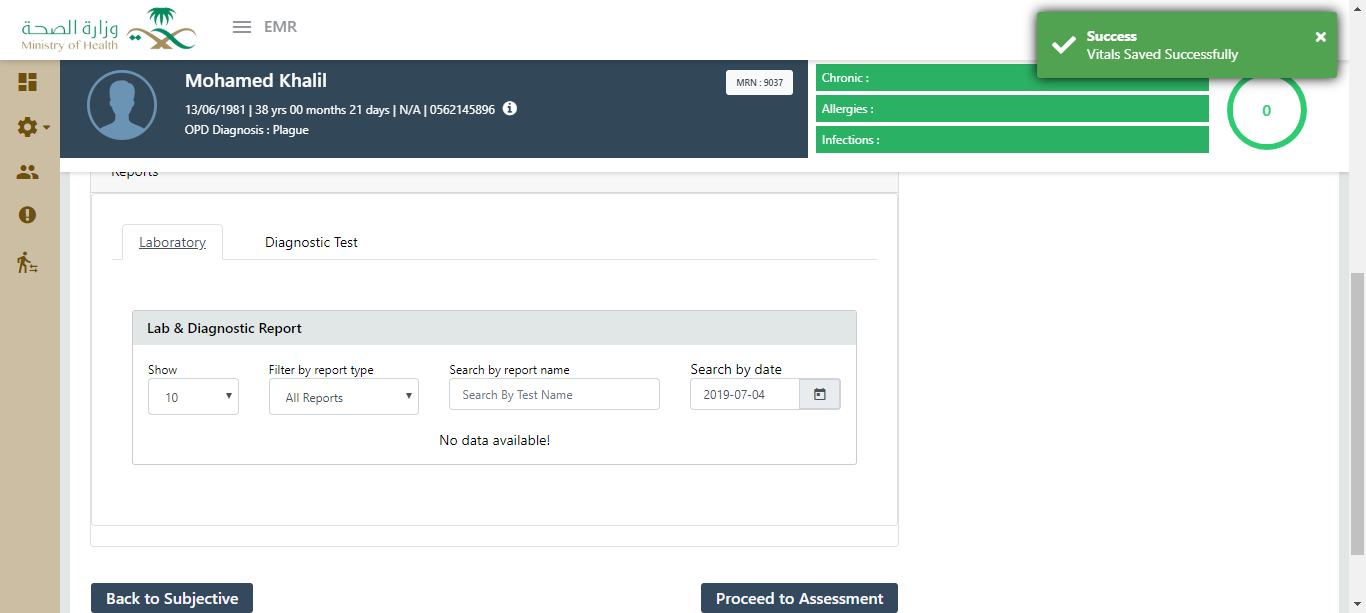 وزارة الصحة
Ministry of Health
EMR
Success
Vitals Saved Successfully
Mohamed Khalil
MRN : 9037
13/06/1981 | 38 yrs 00 months 21 days | N/A | 0562145896
OPD Diagnosis : Plague
Chronic :
Allergies :
Infections :
0
Reports
Laboratory
Diagnostic Test
Lab & Diagnostic Report
Show
Filter by report type
Search by report name
Search by date
10
All Reports
Search By Test Name
2019-07-04
No data available!
Back to Subjective
Proceed to Assessment